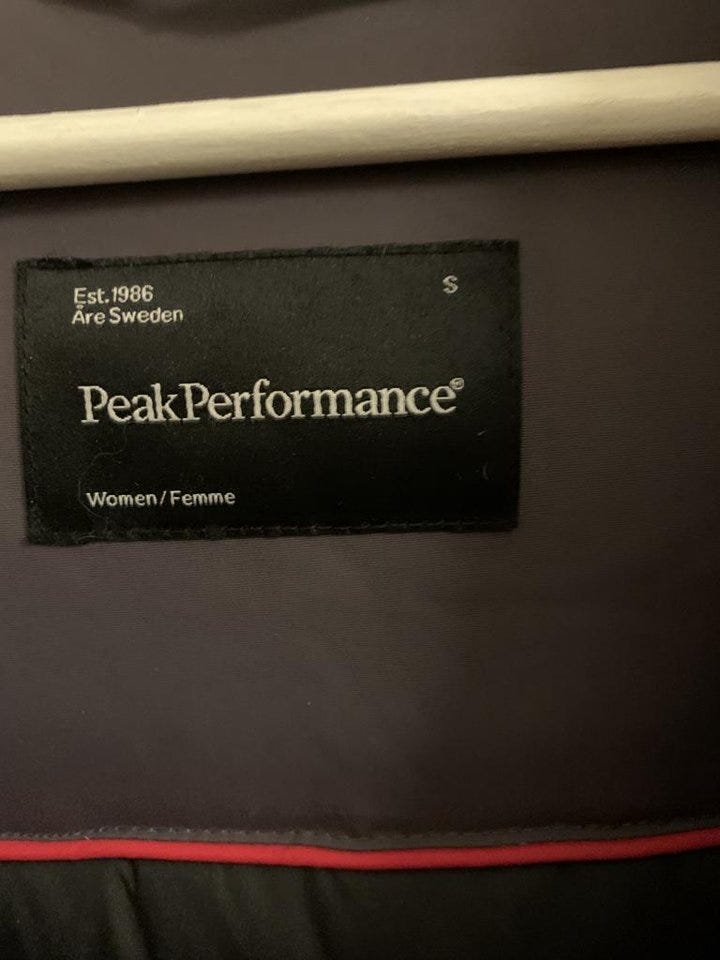 Est.1986
Åre Sweden
S
PeakPerformance®
Women/Femme